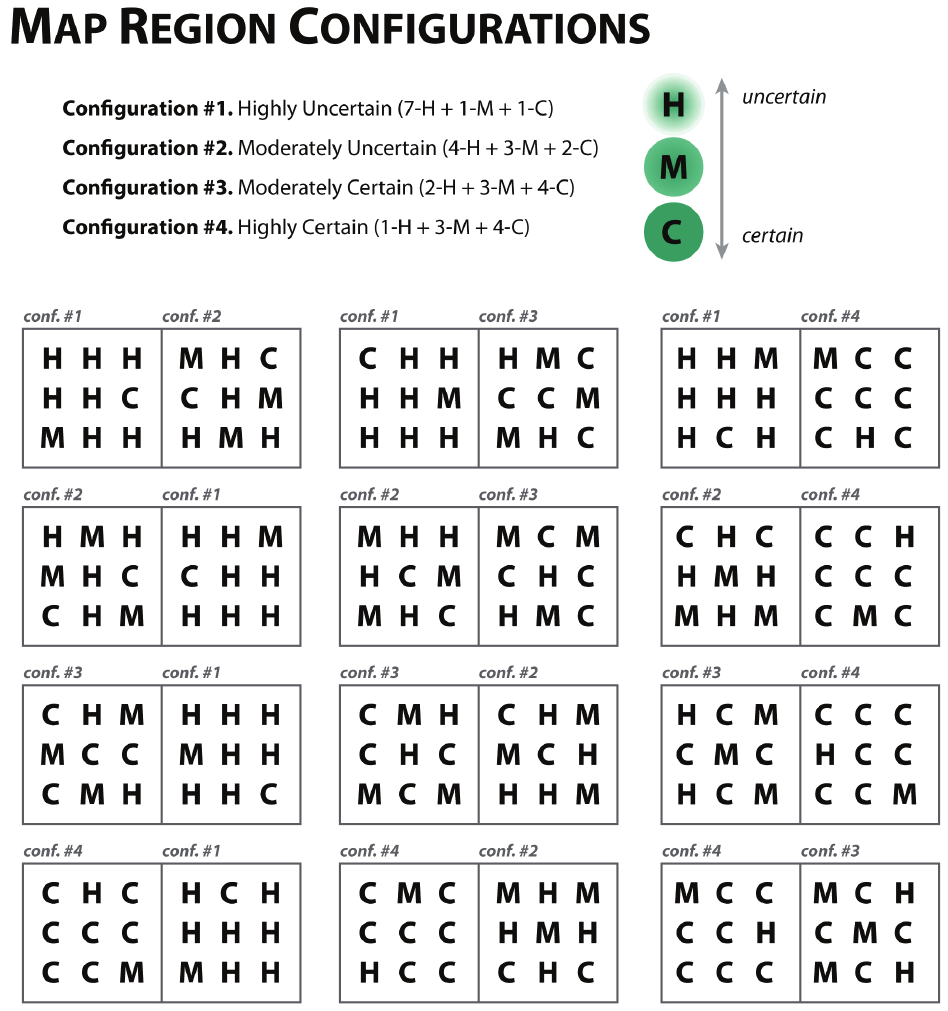 MAP REGION CONFIGURATIONS
Configuration #1. Highly Uncertain (7-H + 1-M + 1-C)
Configuration #2. Moderately Uncertain (4-H + 3-M + 2-C)
Configuration #3. Moderately Certain (2-H + 3-M + 4-C)
Configuration #4. Highly Certain (1-H + 3-M + 4-C)
H
M
C
uncertain
certain
conf. #1 conf. #2 conf. #1 conf. #3 conf. #1 conf. #4
H H H M H C C H H H M C H H M M C C
H H C C H M H H M C C M H H H C C C
M H H H M H H H H M H C H C H C H C
conf. #2 conf. #1 conf. #2 conf. #3 conf. #2 conf. #4
H M H H H M M H H M C M C H C C C H
M H C C H H H C M C H C H M H C C C
C H M H H H M H C H M C M H M C M C
conf. #3 conf. #1 conf. #3 conf. #2 conf. #3 conf. #4
C H M H H H C M H C H M H C M C C C
M C C M H H C H C M C H C M C H C C
C M H H H C M C M H H M H C M C C M
conf. #4 conf. #1 conf. #4 conf. #2 conf. #4 conf. #3
C H C H C H C M C M H M M C C M C H
C C C H H H C C C H M H C C H C M C
C C M M H H H C C C H C C C C M C H